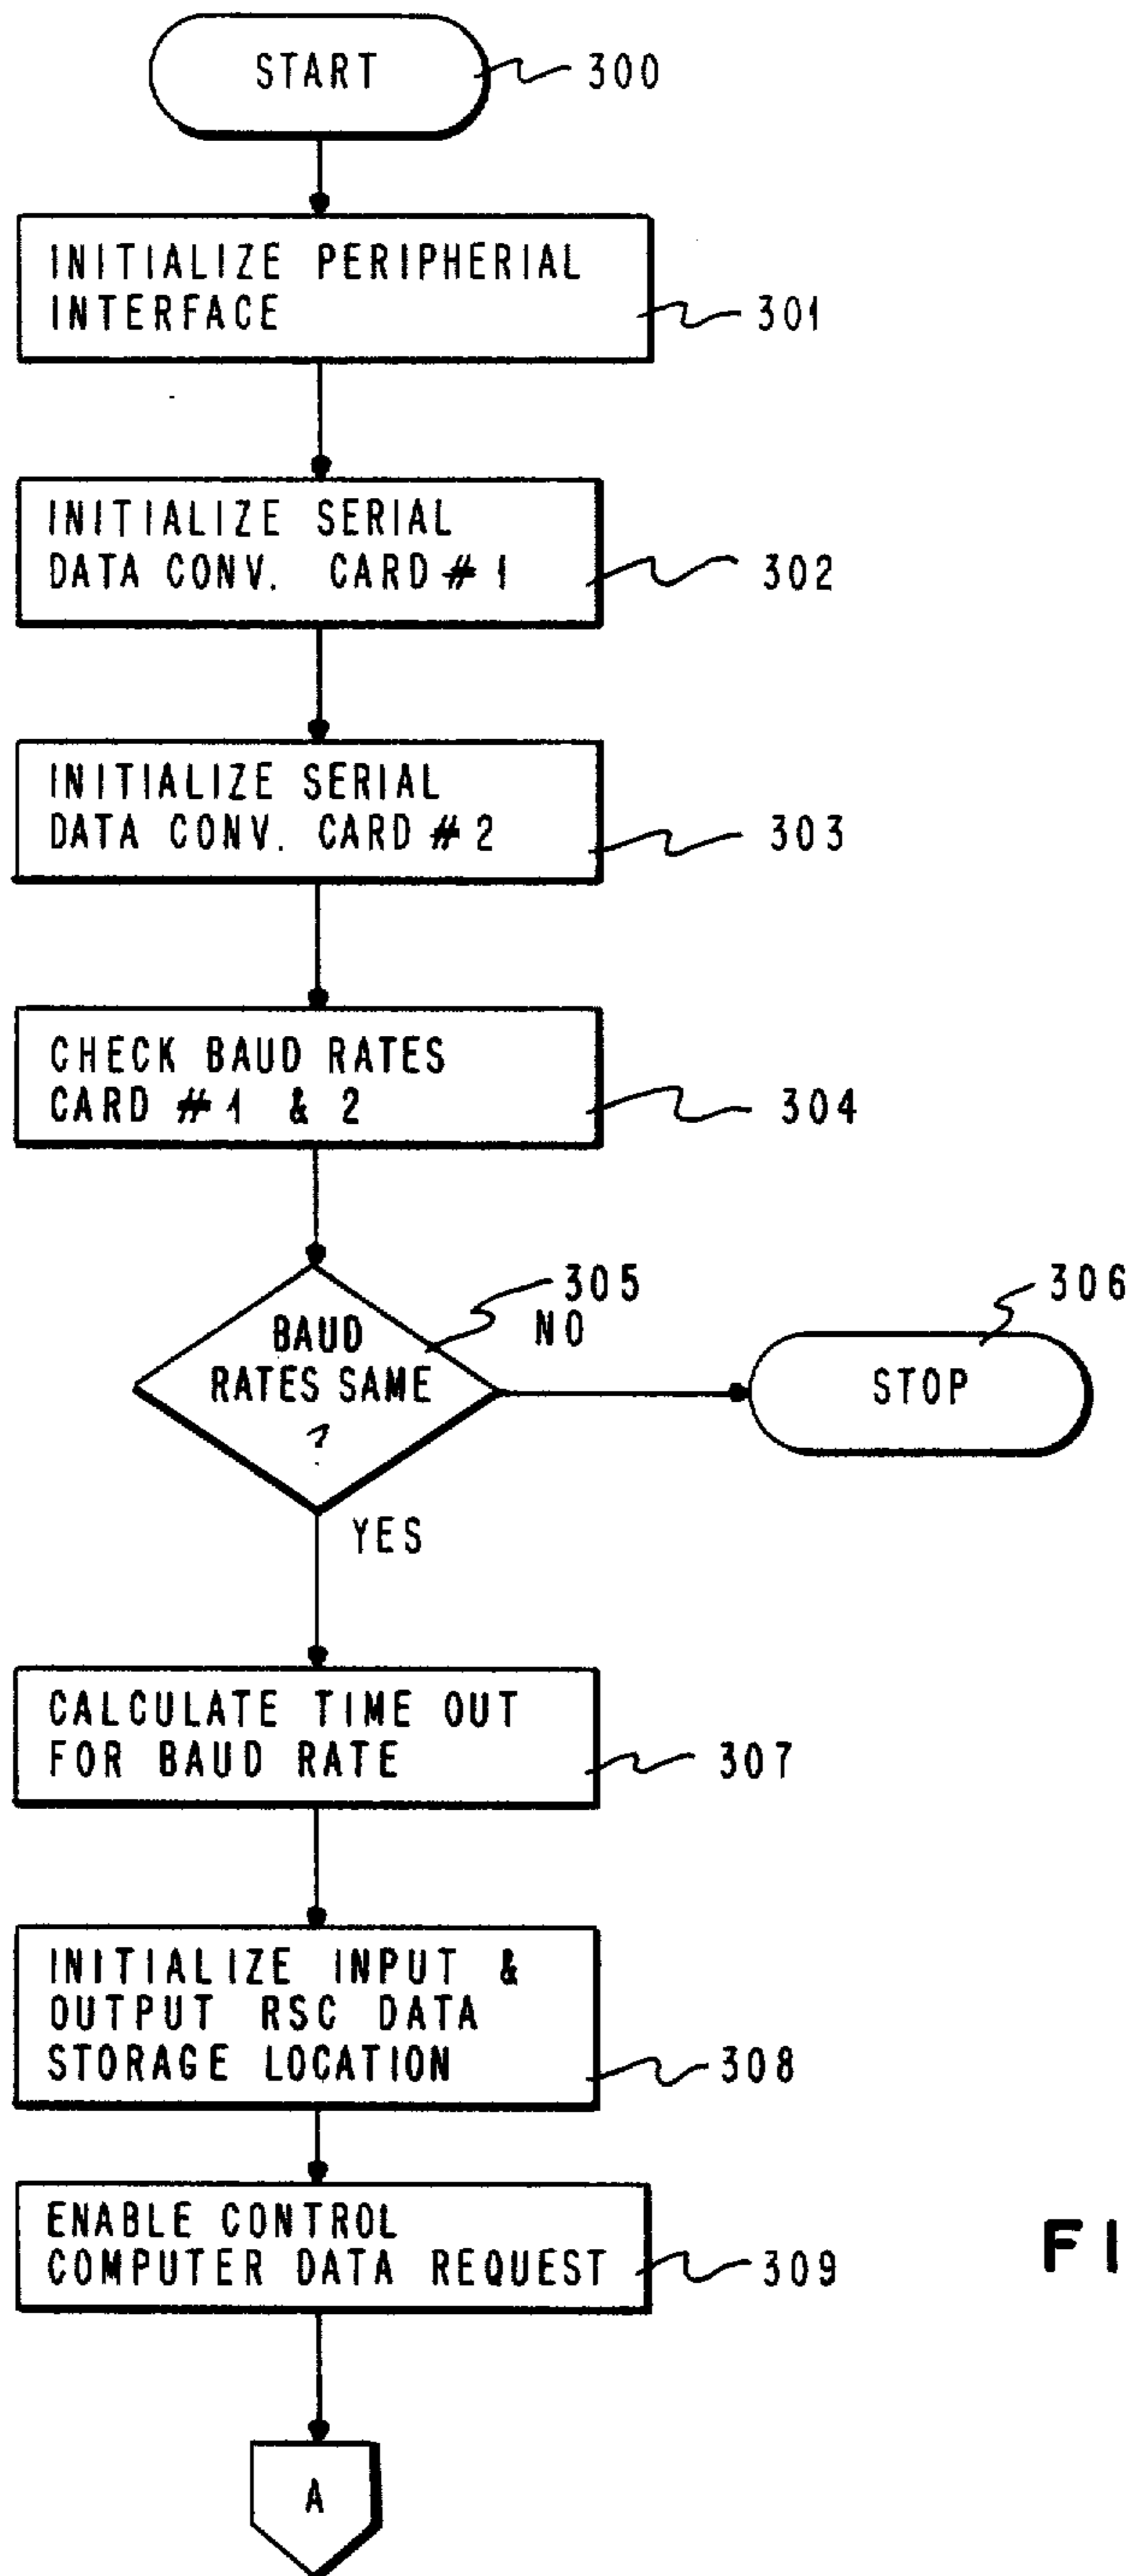 START
300
INITIALIZE PERIPHERIAL
INTERFACE
301
INITIALIZE SERIAL
DATA CONV. CARD # 1
302
INITIALIZE SERIAL
DATA CONV. CARD # 2
303
CHECK BAUD RATES
CARD # 1 & 2
304
305
BAUD
RATES SAME
?
NO
306
STOP
YES
CALCULATE TIME OUT
FOR BAUD RATE
307
INITIALIZE INPUT &
OUTPUT RSC DATA
STORAGE LOCATION
308
ENABLE CONTROL
COMPUTER DATA REQUEST
309
FI
A